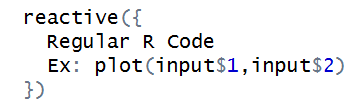 reactive({
  Regular R Code
  Ex: plot(input$1,input$2)
})